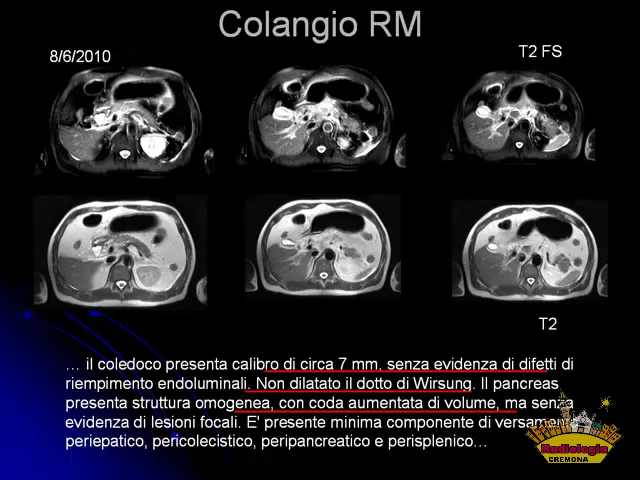 Colangio RM
8/6/2010
T2 FS
T2
… il coledoco presenta calibro di circa 7 mm, senza evidenza di difetti di
riempimento endoluminali. Non dilatato il dotto di Wirsung. Il pancreas
presenta struttura omogenea, con coda aumentata di volume, ma senza
evidenza di lesioni focali. E' presente minima componente di versamento
periepatico, pericolecistico, peripancreatico e perisplenico…
Radiologia
CREMONA